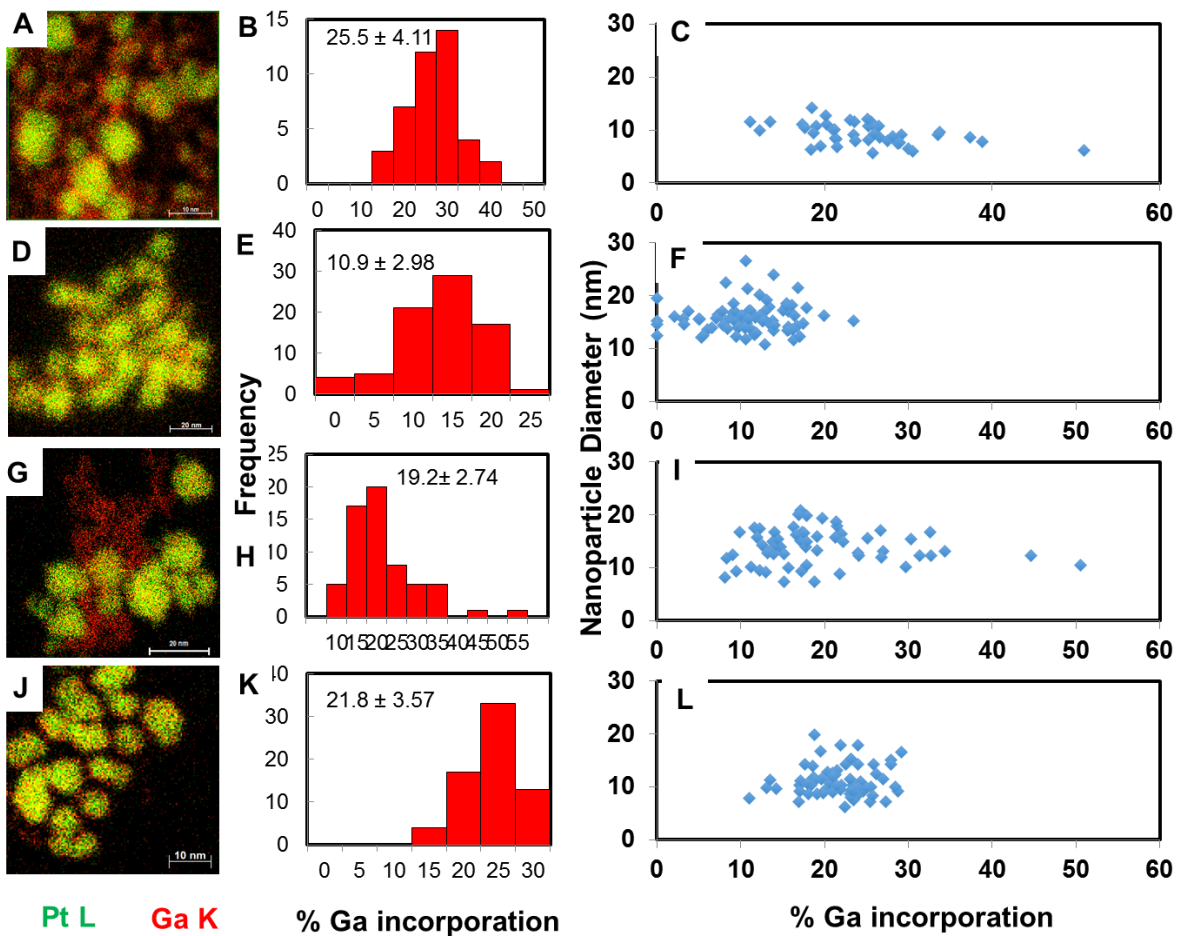 A
10 nm
B
25.5 ± 4.11
15
10
5
0
0 10 20 30 40 50
C
30
20
10
0
0 20 40 60
D
20 nm
E
10.9 ± 2.98
40
30
20
10
0
0 5 10 15 20 25
F
30
20
10
0
0 10 20 30 40 50 60
Frequency
Nanoparticle Diameter (nm)
G
20 nm
H
19.2± 2.74
25
20
15
10
5
0
10 15 20 25 30 35 40 45 50 55
I
30
20
10
0
0 10 20 30 40 50 60
J
10 nm
K
21.8 ± 3.57
40
30
20
10
0
0 5 10 15 20 25 30
L
30
20
10
0
0 10 20 30 40 50 60
Pt L Ga K
% Ga incorporation
% Ga incorporation